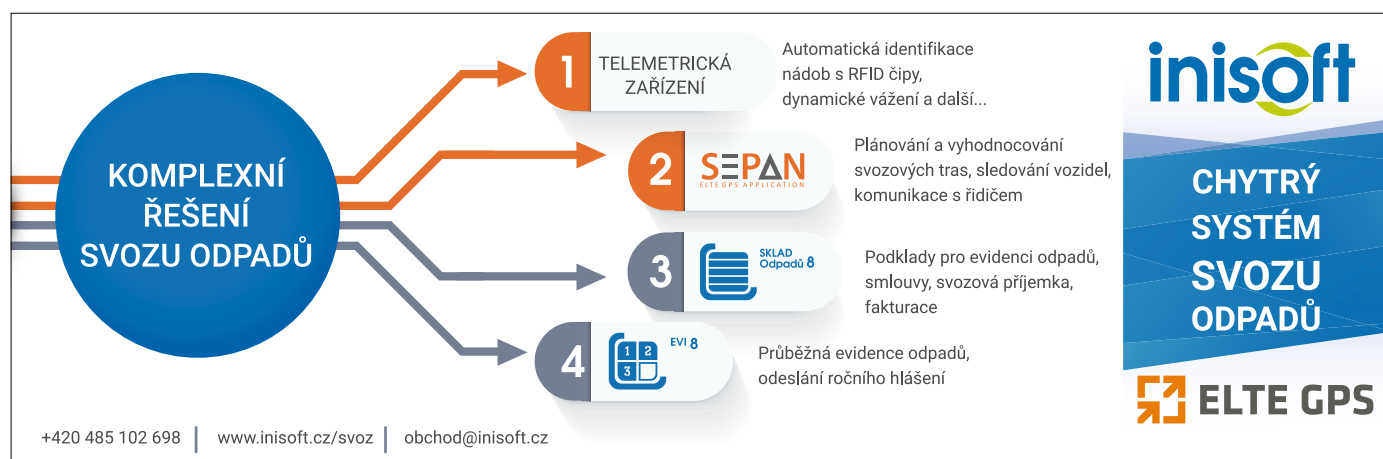 KOMPLEXNÍ
ŘEŠENÍ
SVOZU ODPADŮ
1
TELEMETRICKÁ
ZAŘÍZENÍ
Automatická identifikace
nádob s RFID čipy,
dynamické vážení a další...
2
SEPAN
ELTE GPS APPLICATION
Plánování a vyhodnocování
svozových tras, sledování vozidel,
komunikace s řidičem
3
SKLAD
Odpadů 8
Podklady pro evidenci odpadů,
smlouvy, svozová příjemka,
fakturace
4
1 2
3
EVI 8
Průběžná evidence odpadů,
odeslání ročního hlášení
+420 485 102 698 | www.inisoft.cz/svoz | obchod@inisoft.cz
inisoft
CHYTRÝ
SYSTÉM
SVOZU
ODPADŮ
ELTE GPS